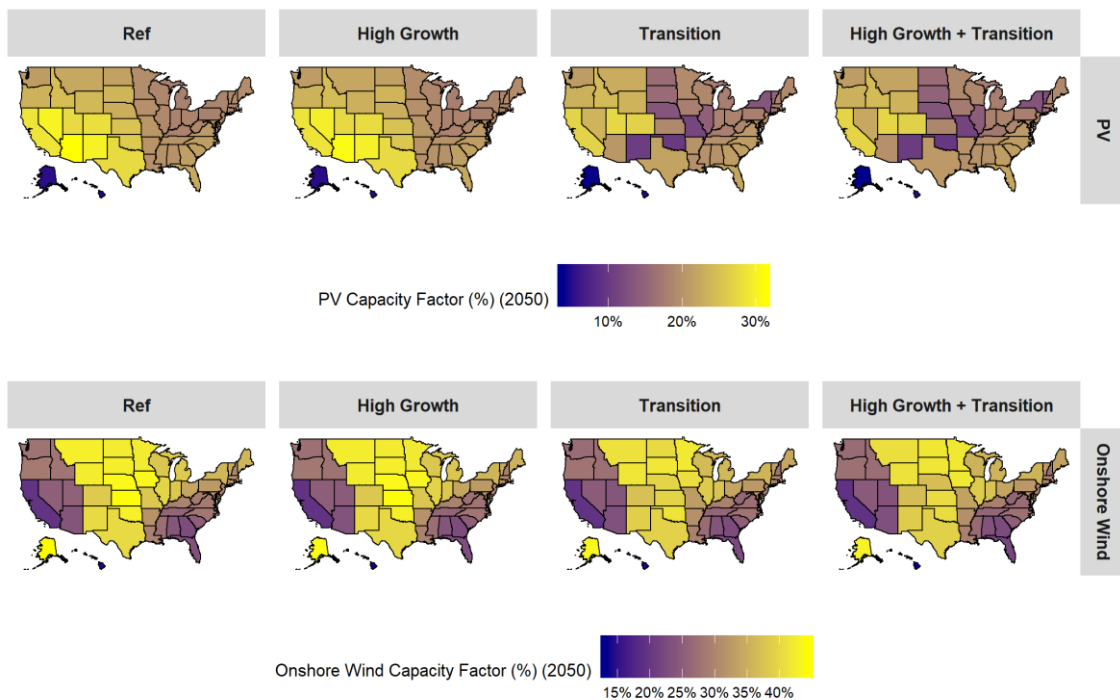 Ref
High Growth
Transition
High Growth + Transition
PV
PV Capacity Factor (%) (2050)
10%
20%
30%
Ref
High Growth
Transition
High Growth + Transition
Onshore Wind
Onshore Wind Capacity Factor (%) (2050)
15% 20% 25% 30% 35% 40%